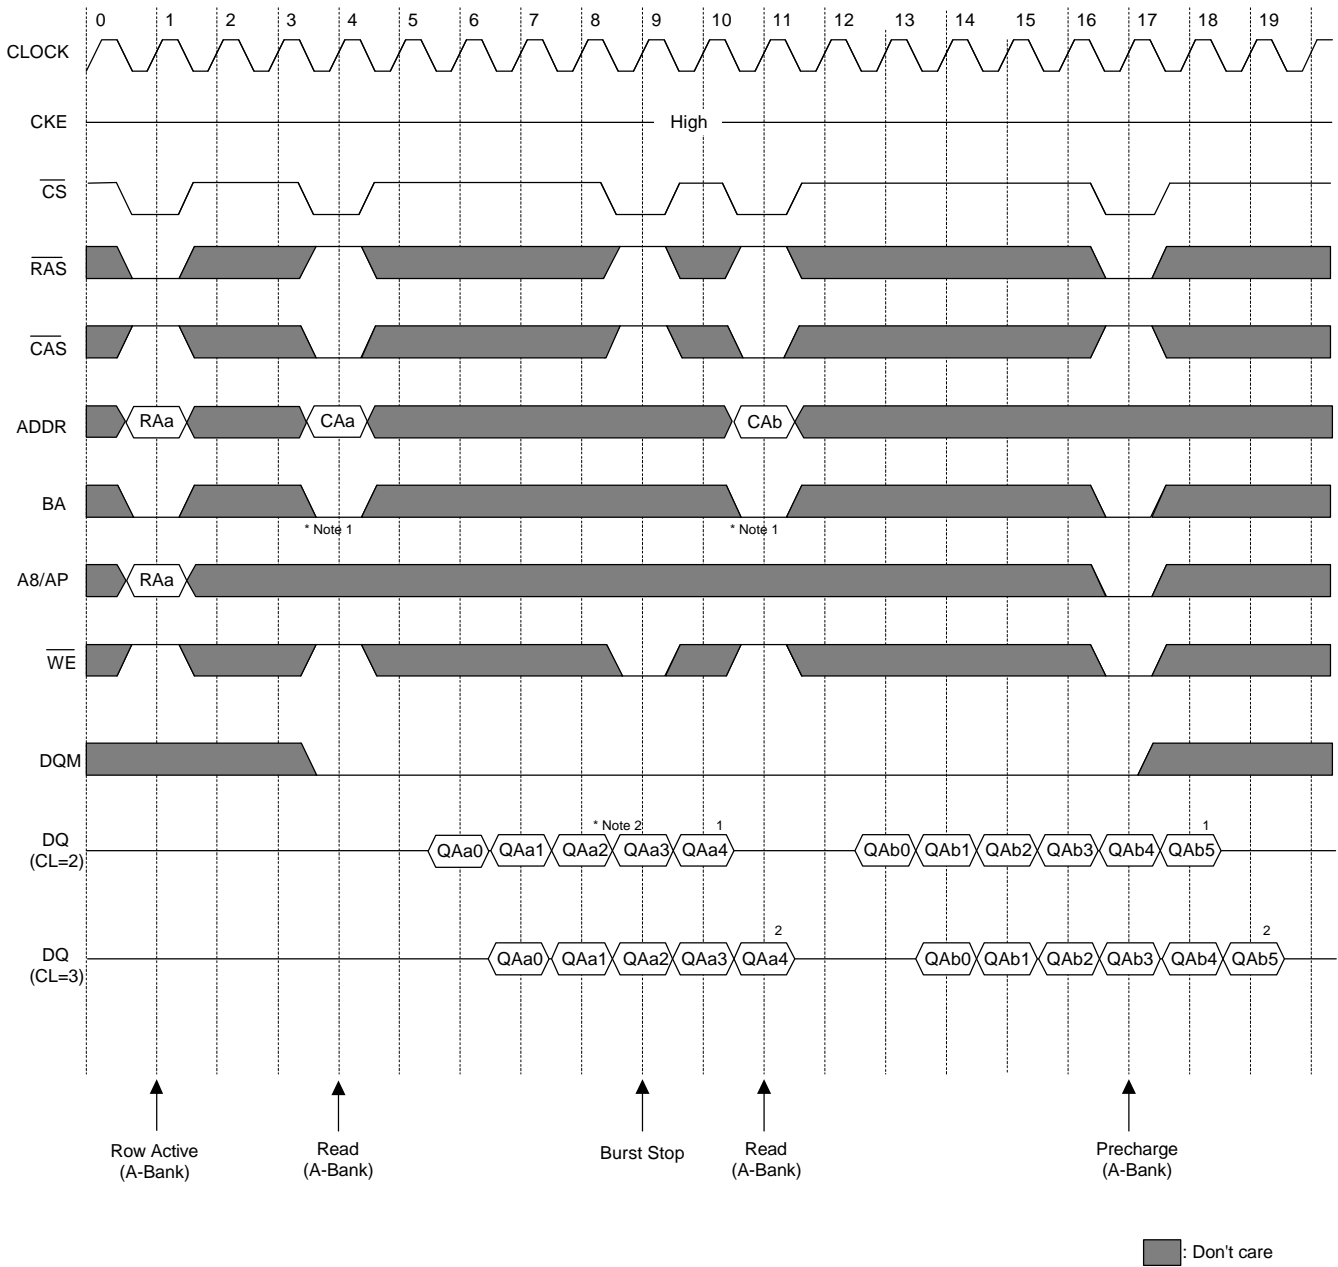 0 1 2 3 4 5 6 7 8 9 10 11 12 13 14 15 16 17 18 19
CLOCK
CKE High
CS
RAS
CAS
ADDR RAa CAa CAb
BA
* Note 1 * Note 1
A8/AP RAa
WE
DQM
* Note 2 1 1
DQ
(CL=2)
QAa0 QAa1 QAa2 QAa3 QAa4 QAb0 QAb1 QAb2 QAb3 QAb4 QAb5
2 2
DQ
(CL=3)
QAa0 QAa1 QAa2 QAa3 QAa4 QAb0 QAb1 QAb2 QAb3 QAb4 QAb5
Row Active
(A-Bank)
Read
(A-Bank)
Burst Stop
Read
(A-Bank)
Precharge
(A-Bank)
: Don't care